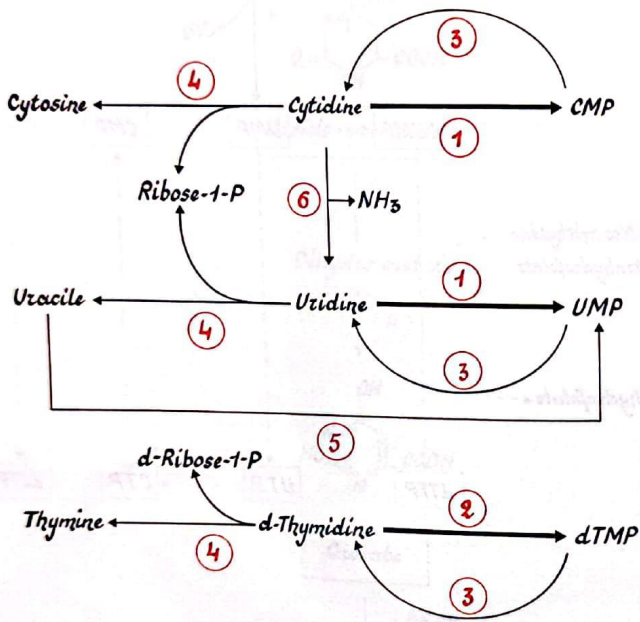 3
4
Cytosine Cytidine CMP
1
Ribose-1-P 6 NH3
1
Uracile Uridine UMP
4
3
5
d-Ribose-1-P
2
Thymine d-Thymidine dTMP
4
3